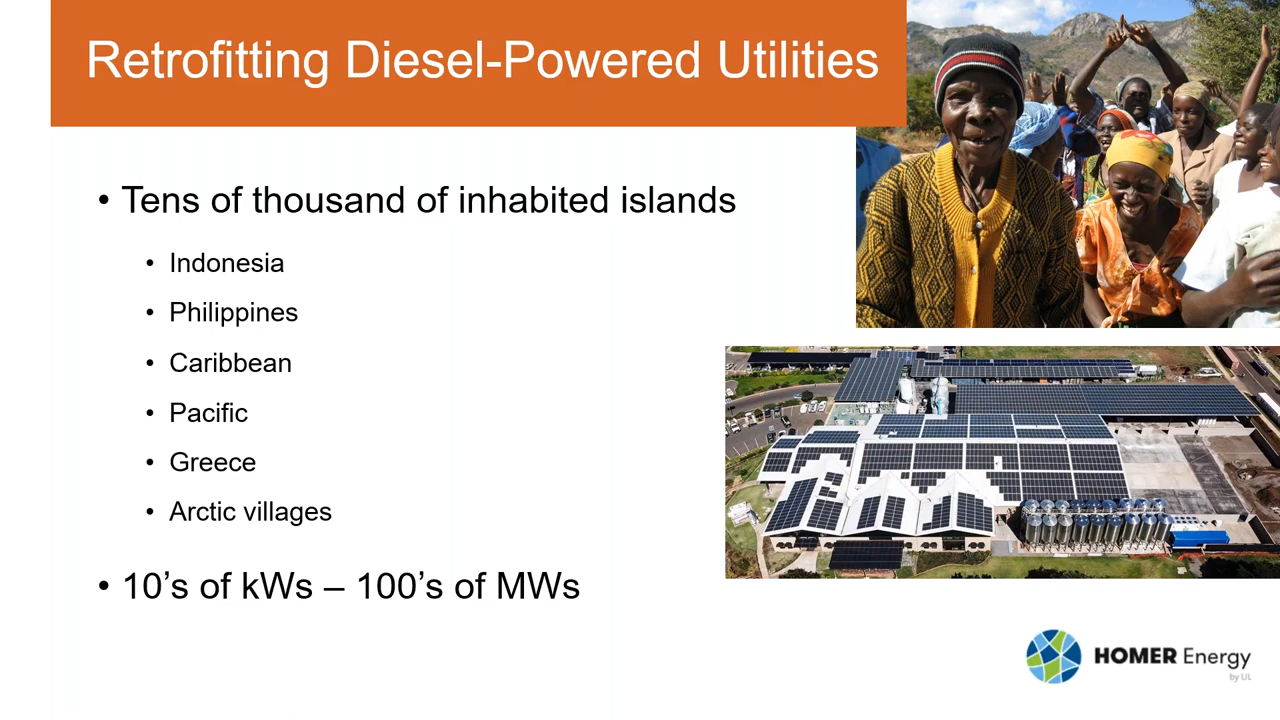 Retrofitting Diesel-Powered Utilities
• Tens of thousand of inhabited islands
• Indonesia
• Philippines
• Caribbean
• Pacific
• Greece
• Arctic villages
• 10’s of kWs – 100’s of MWs
HOMER Energy
by UL